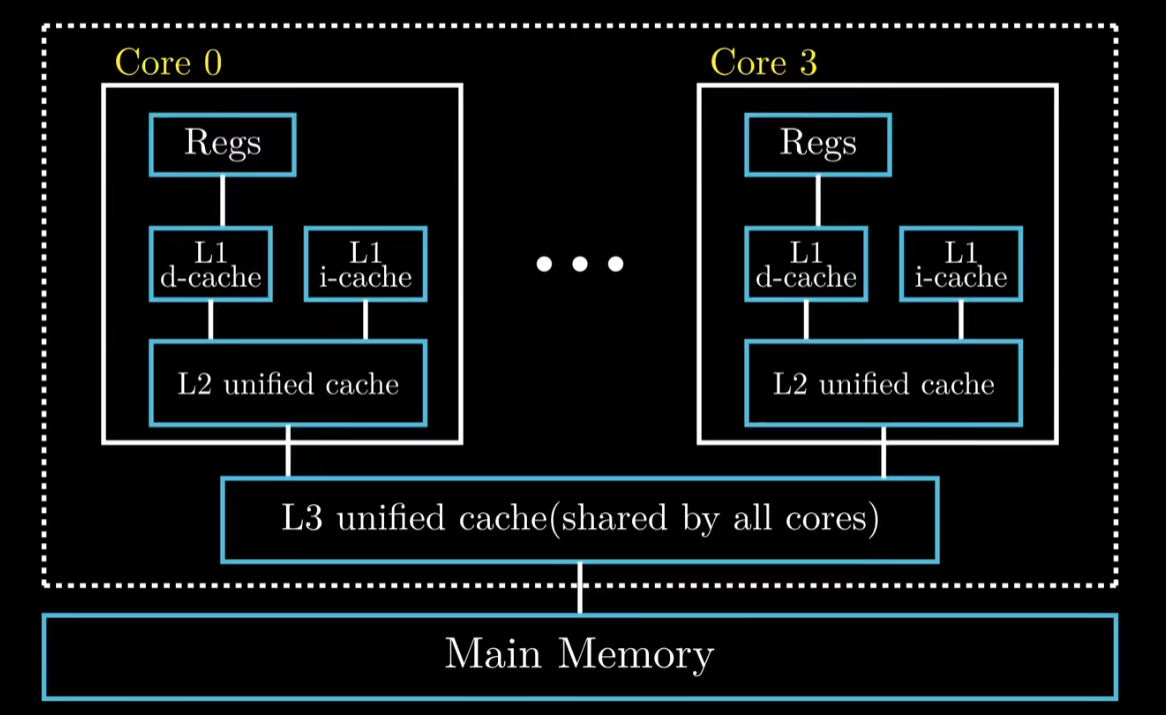 Core 0
Regs
L1
d-cache
L1
i-cache
L2 unified cache
Core 3
Regs
L1
d-cache
L1
i-cache
L2 unified cache
L3 unified cache(shared by all cores)
Main Memory